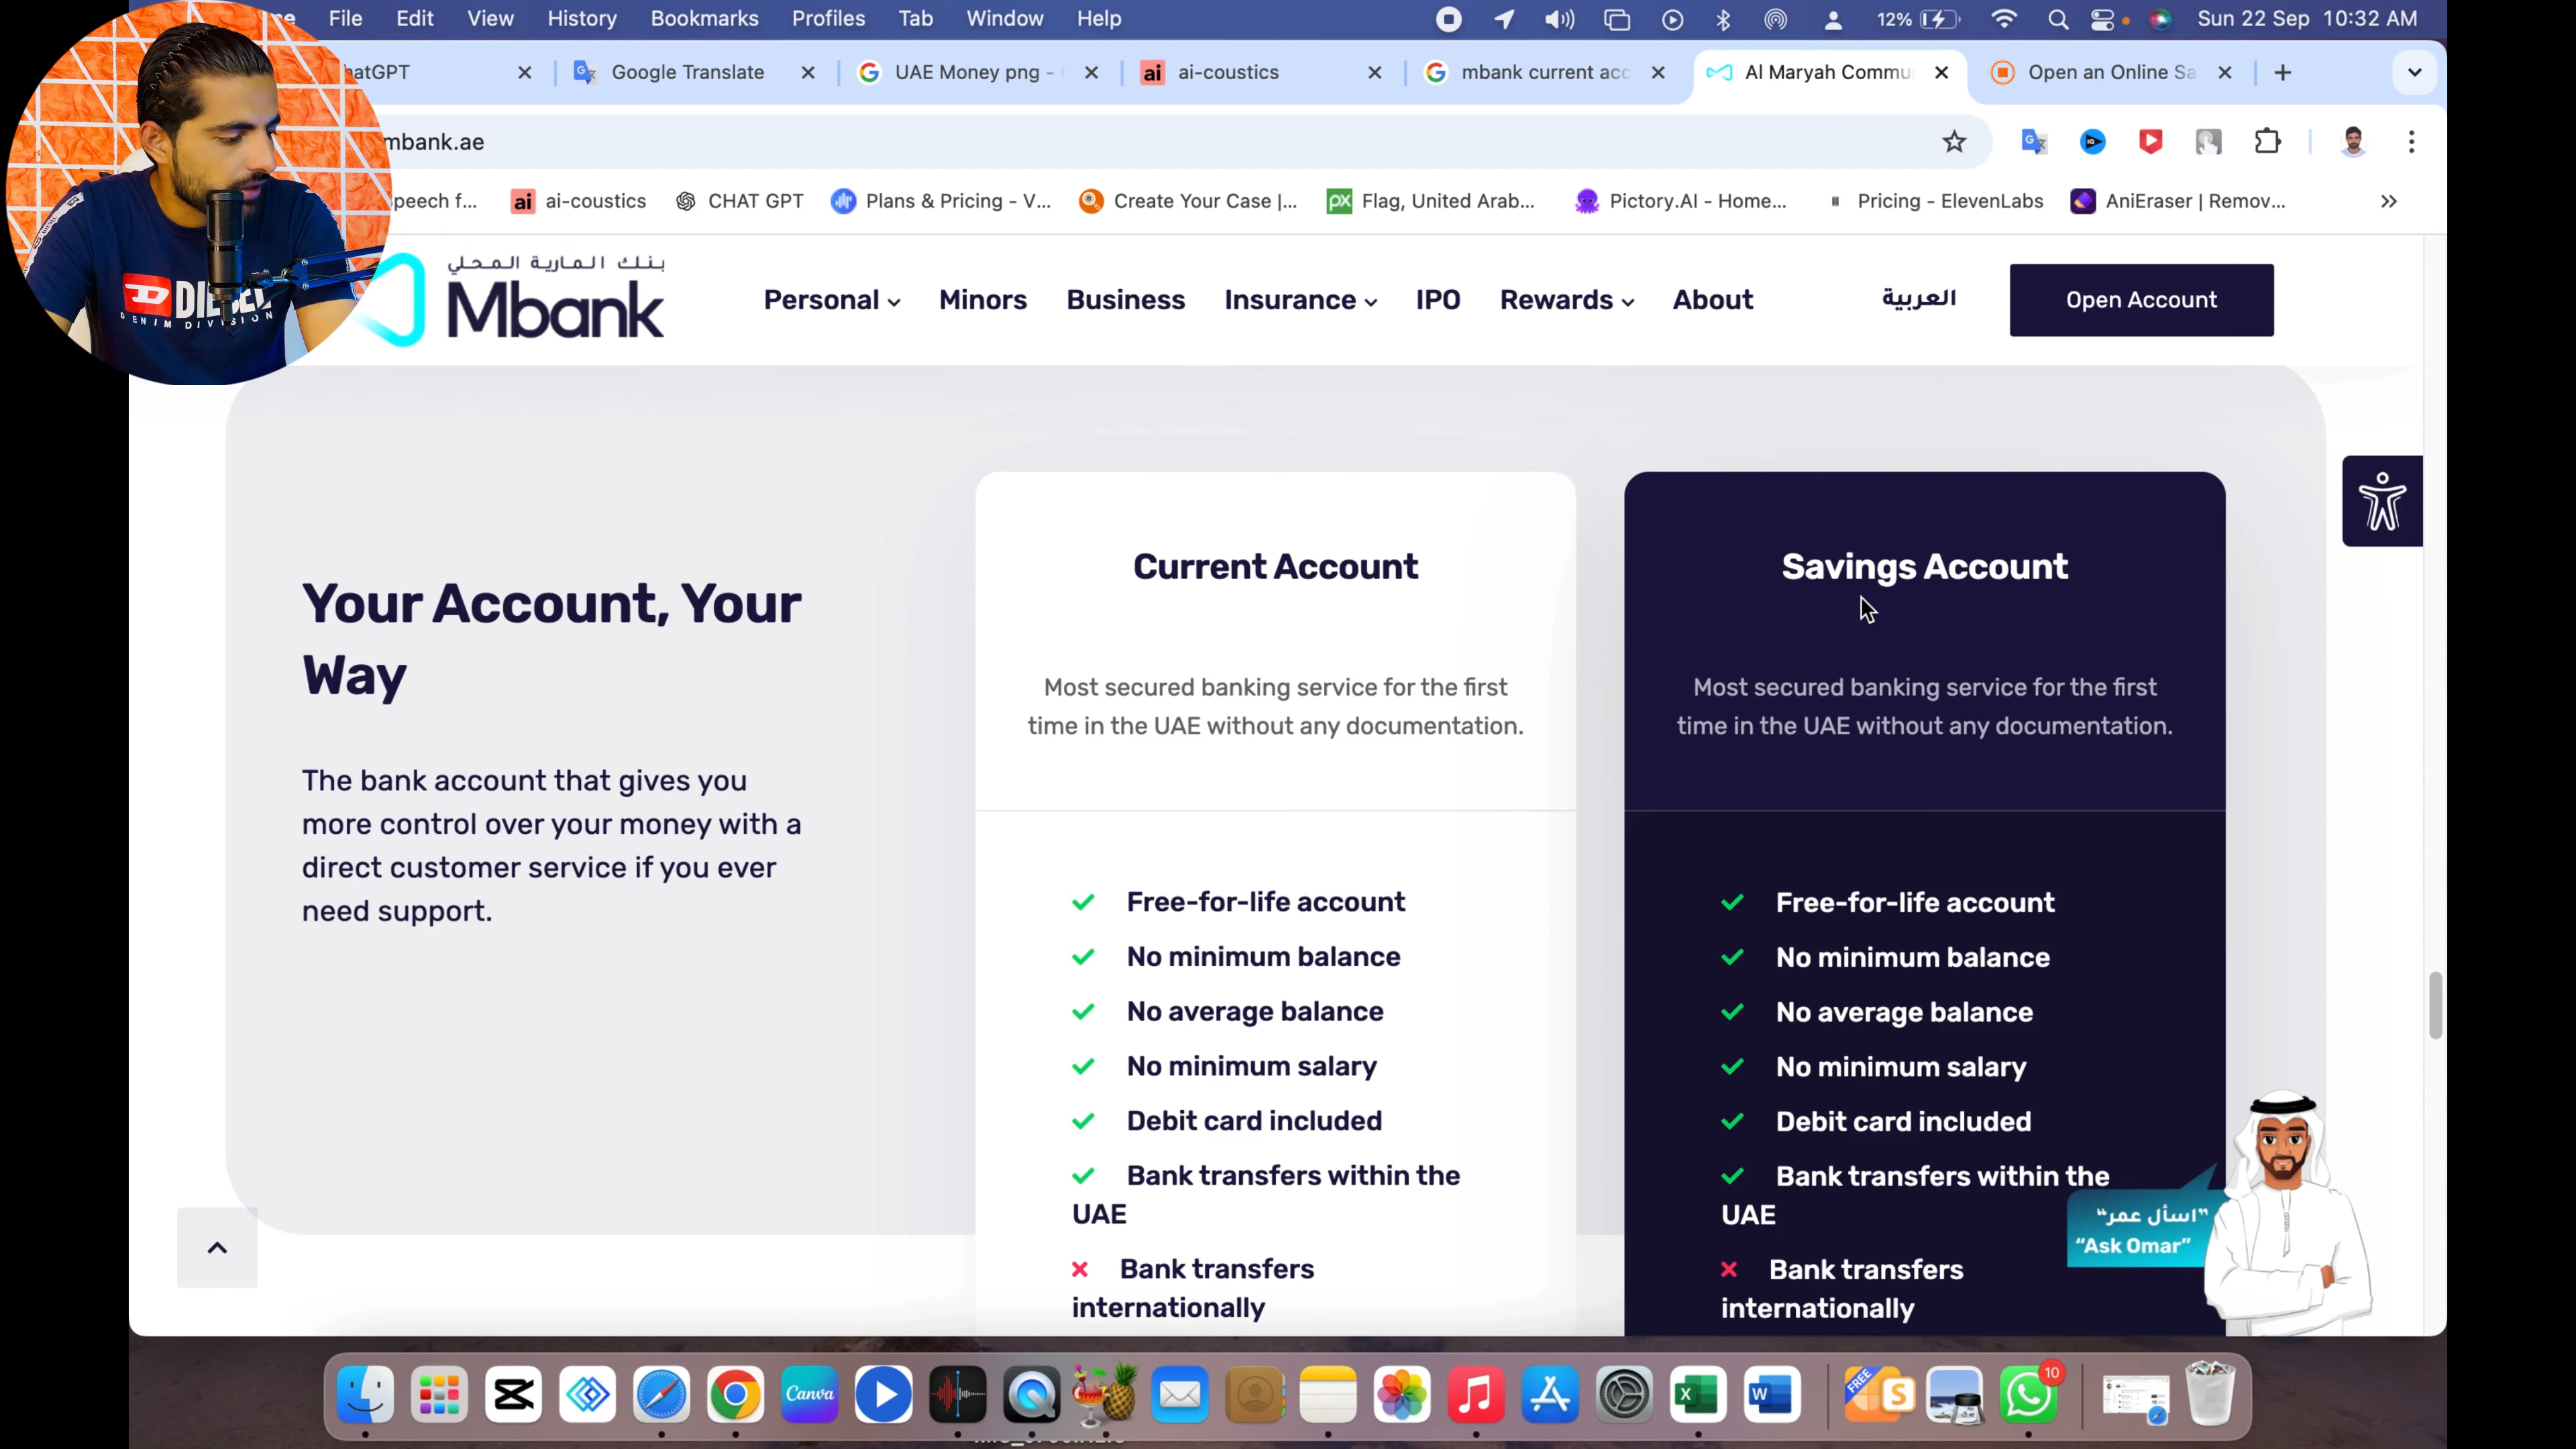 File Edit View History Bookmarks Profiles Tab Window Help 12% Sun 22 Sep 10:32 AM
hatGPT Google Translate UAE Money png - ai ai-coustics mbank current acc Al Maryah Commu Open an Online Sa
mbank.ae
peech f... ai ai-coustics CHAT GPT Plans & Pricing - V... Create Your Case |... px Flag, United Arab... Pictory.AI - Home... Pricing - ElevenLabs AniEraser | Remov...
DIESEL
DENIM DIVISION
بنك المارية المحلي
Mbank
Personal Minors Business Insurance IPO Rewards About العربية Open Account
Your Account, Your
Way
The bank account that gives you
more control over your money with a
direct customer service if you ever
need support.
Current Account
Most secured banking service for the first
time in the UAE without any documentation.
Free-for-life account
No minimum balance
No average balance
No minimum salary
Debit card included
Bank transfers within the
UAE
Bank transfers
internationally
Savings Account
Most secured banking service for the first
time in the UAE without any documentation.
Free-for-life account
No minimum balance
No average balance
No minimum salary
Debit card included
Bank transfers within the
UAE
Bank transfers
internationally
"اسأل عمر"
"Ask Omar"
Canva
X
W
FREE
S
10